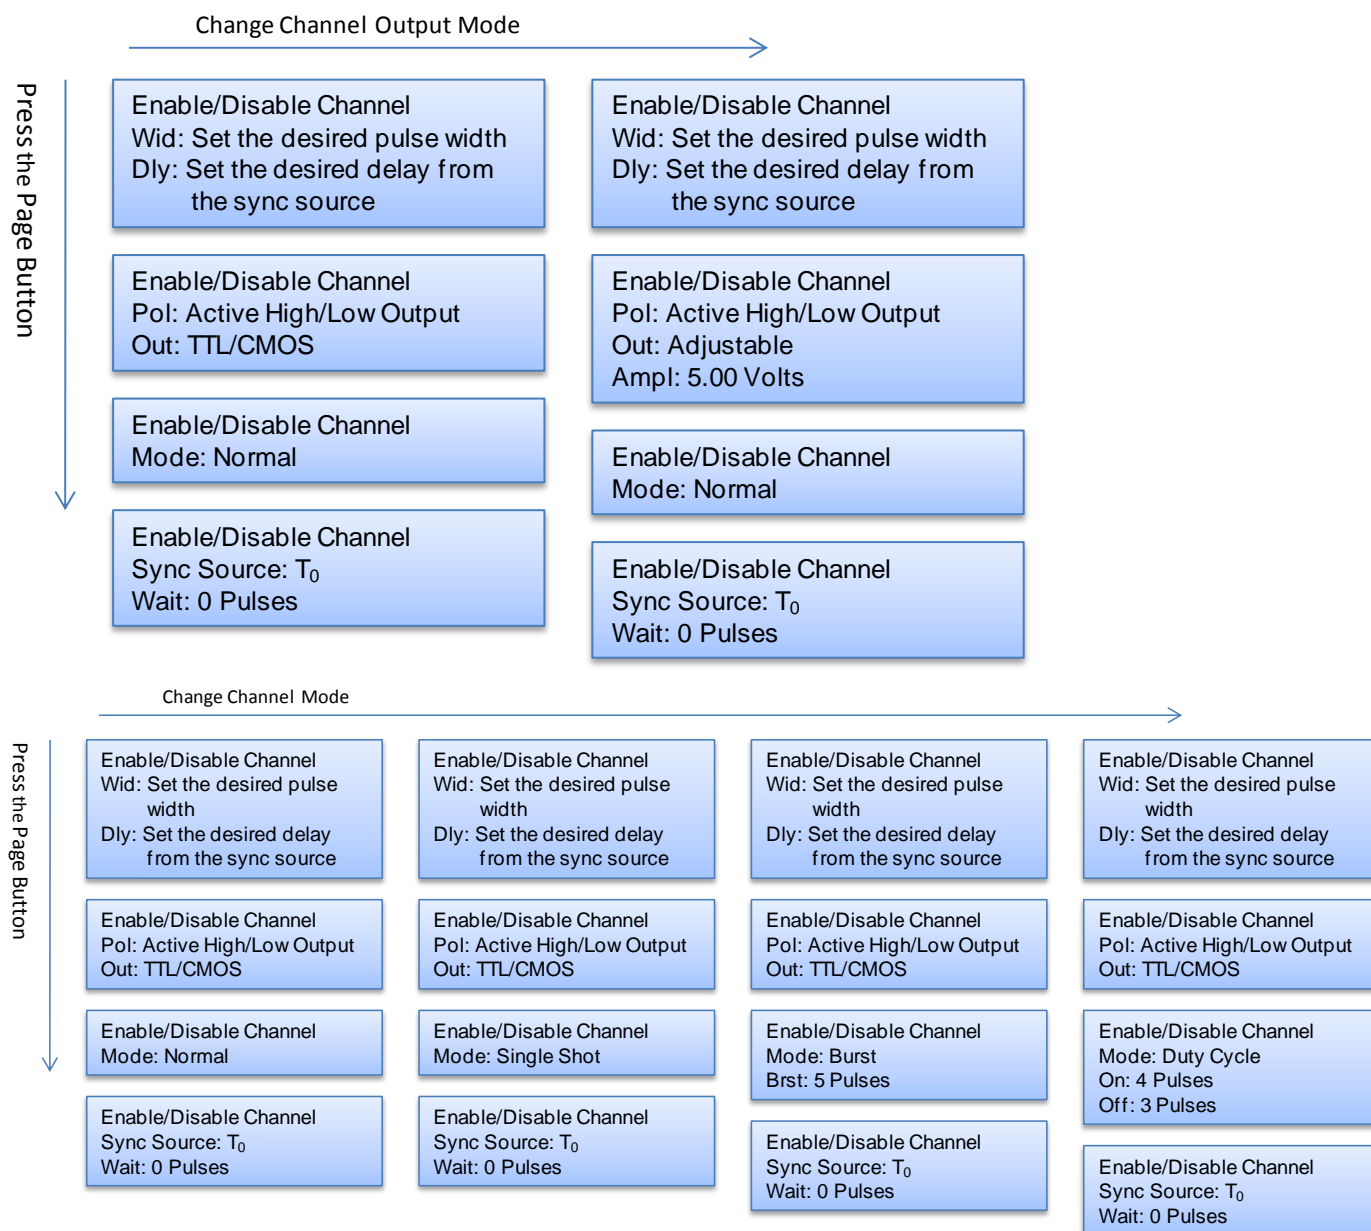 Change Channel Output Mode
Press the Page Button
Enable/Disable Channel
Wid: Set the desired pulse width
Dly: Set the desired delay from
the sync source
Enable/Disable Channel
Pol: Active High/Low Output
Out: TTL/CMOS
Enable/Disable Channel
Mode: Normal
Enable/Disable Channel
Sync Source: T0
Wait: 0 Pulses
Enable/Disable Channel
Wid: Set the desired pulse width
Dly: Set the desired delay from
the sync source
Enable/Disable Channel
Pol: Active High/Low Output
Out: Adjustable
Ampl: 5.00 Volts
Enable/Disable Channel
Mode: Normal
Enable/Disable Channel
Sync Source: T0
Wait: 0 Pulses
Change Channel Mode
Press the Page Button
Enable/Disable Channel
Wid: Set the desired pulse
width
Dly: Set the desired delay
from the sync source
Enable/Disable Channel
Pol: Active High/Low Output
Out: TTL/CMOS
Enable/Disable Channel
Mode: Normal
Enable/Disable Channel
Sync Source: T0
Wait: 0 Pulses
Enable/Disable Channel
Wid: Set the desired pulse
width
Dly: Set the desired delay
from the sync source
Enable/Disable Channel
Pol: Active High/Low Output
Out: TTL/CMOS
Enable/Disable Channel
Mode: Single Shot
Enable/Disable Channel
Sync Source: T0
Wait: 0 Pulses
Enable/Disable Channel
Wid: Set the desired pulse
width
Dly: Set the desired delay
from the sync source
Enable/Disable Channel
Pol: Active High/Low Output
Out: TTL/CMOS
Enable/Disable Channel
Mode: Burst
Brst: 5 Pulses
Enable/Disable Channel
Sync Source: T0
Wait: 0 Pulses
Enable/Disable Channel
Wid: Set the desired pulse
width
Dly: Set the desired delay
from the sync source
Enable/Disable Channel
Pol: Active High/Low Output
Out: TTL/CMOS
Enable/Disable Channel
Mode: Duty Cycle
On: 4 Pulses
Off: 3 Pulses
Enable/Disable Channel
Sync Source: T0
Wait: 0 Pulses